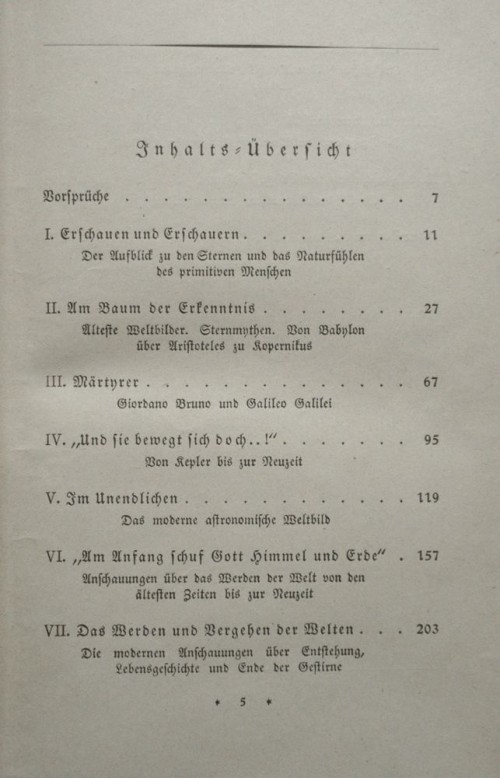 Inhalts-Übersicht
Vorsprüche . . . . . . . . . . . . . . . 7
I. Erschauen und Erschauern . . . . . . . . . 11
Der Aufblick zu den Sternen und das Naturfühlen
des primitiven Menschen
II. Am Baum der Erkenntnis . . . . . . . . 27
Älteste Weltbilder. Sternmythen. Von Babylon
über Aristoteles zu Kopernikus
III. Märtyrer . . . . . . . . . . . . . . 67
Giordano Bruno und Galileo Galilei
IV. „Und sie bewegt sich doch..!“ . . . . . . . 95
Von Kepler bis zur Neuzeit
V. Im Unendlichen . . . . . . . . . . . . 119
Das moderne astronomische Weltbild
VI. „Am Anfang schuf Gott Himmel und Erde“ . 157
Anschauungen über das Werden der Welt von den
ältesten Zeiten bis zur Neuzeit
VII. Das Werden und Vergehen der Welten . . . 203
Die modernen Anschauungen über Entstehung,
Lebensgeschichte und Ende der Gestirne
* 5 *